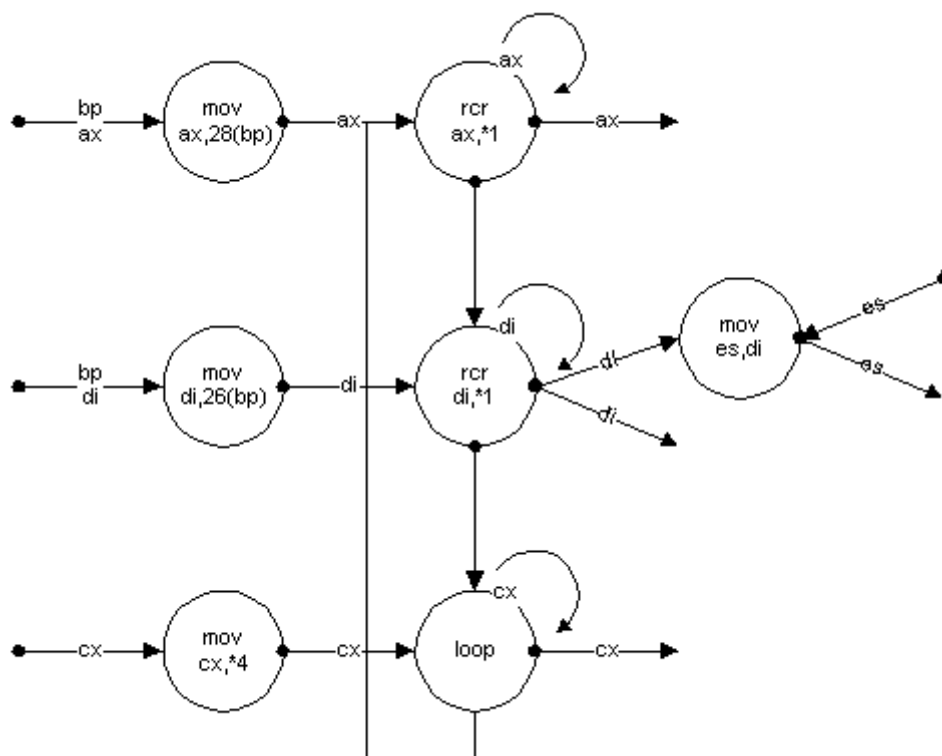 ax
bp
ax
mov
ax,28(bp)
ax
rcr
ax,*1
ax
es
mov
es,di
es
di
di
bp
di
mov
di,26(bp)
di
rcr
di,*1
di
cx
cx
mov
cx,*4
cx
loop
cx